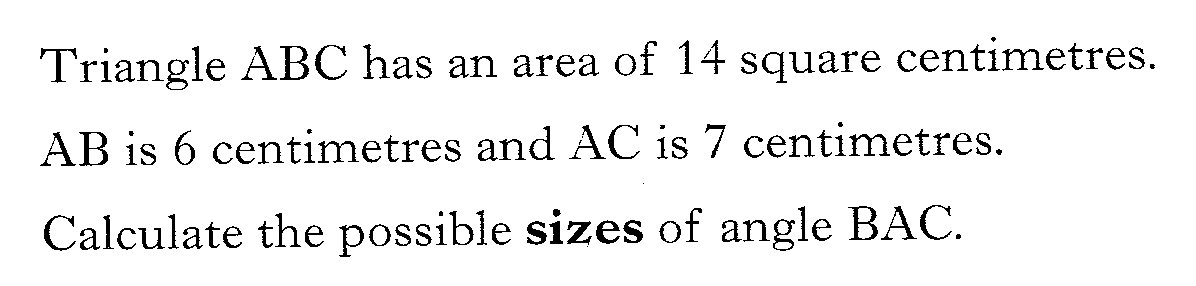 Triangle ABC has an area of 14 square centimetres.
AB is 6 centimetres and AC is 7 centimetres.
Calculate the possible sizes of angle BAC.